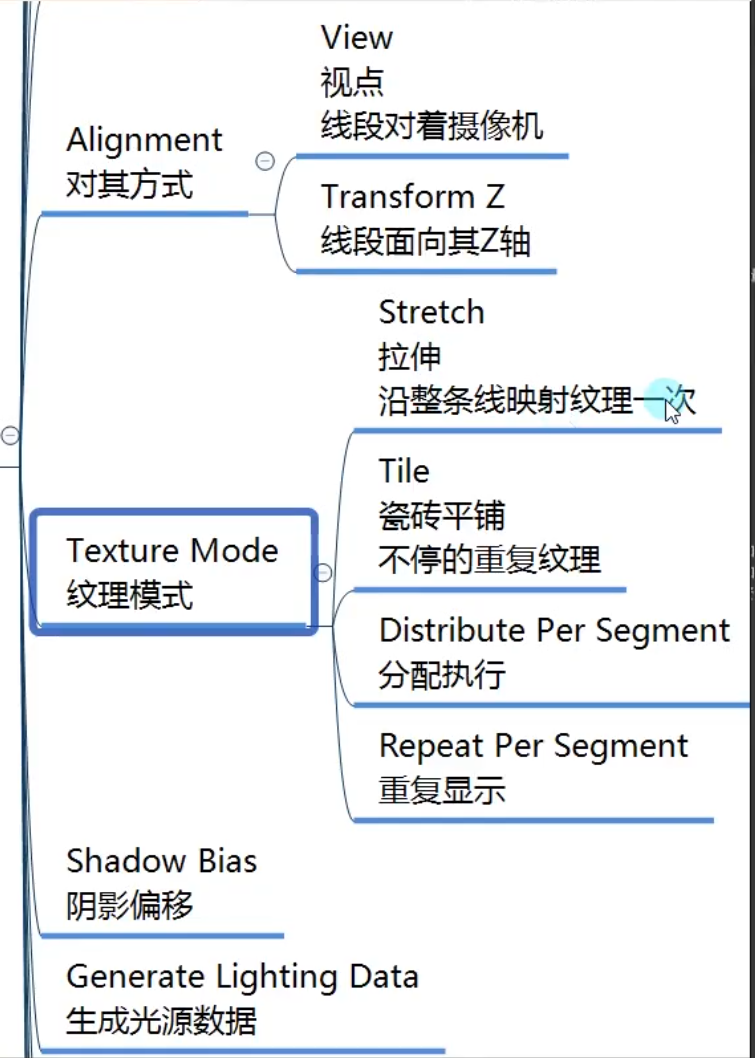 View
视点
线段对着摄像机
Alignment
对其方式
Transform Z
线段面向其Z轴
Stretch
拉伸
沿整条线映射纹理一次
Tile
瓷砖平铺
不停的重复纹理
Texture Mode
纹理模式
Distribute Per Segment
分配执行
Repeat Per Segment
重复显示
Shadow Bias
阴影偏移
Generate Lighting Data
生成光源数据